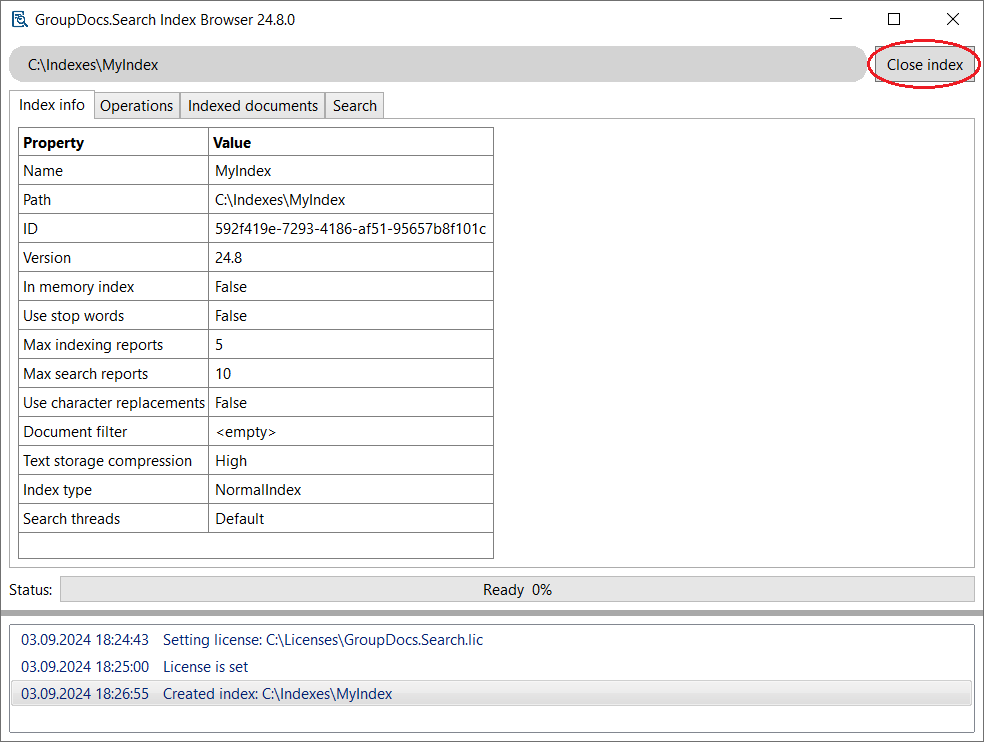 GroupDocs.Search Index Browser 24.8.0
C:\Indexes\MyIndex Close index
Index info Operations Indexed documents Search
Property Value
Name MyIndex
Path C:\Indexes\MyIndex
ID 592f419e-7293-4186-af51-95657b8f101c
Version 24.8
In memory index False
Use stop words False
Max indexing reports 5
Max search reports 10
Use character replacements False
Document filter <empty>
Text storage compression High
Index type NormalIndex
Search threads Default
Status: Ready 0%
03.09.2024 18:24:43 Setting license: C:\Licenses\GroupDocs.Search.lic
03.09.2024 18:25:00 License is set
03.09.2024 18:26:55 Created index: C:\Indexes\MyIndex